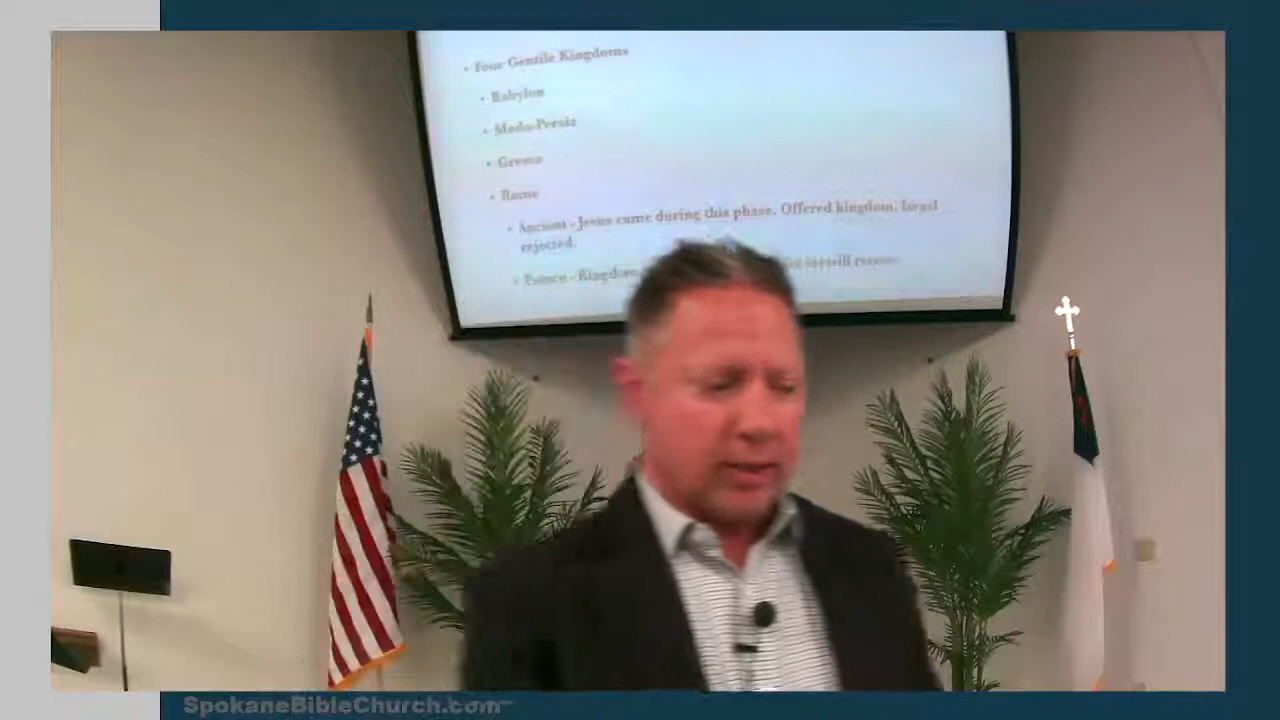 • Four Gentile Kingdoms
• Babylon
• Medo-Persia
• Greece
• Rome
• Ancient - Jesus came during this phase. Offered kingdom. Israel
rejected.
• Future - Kingdom will
SpokaneBibleChurch.com